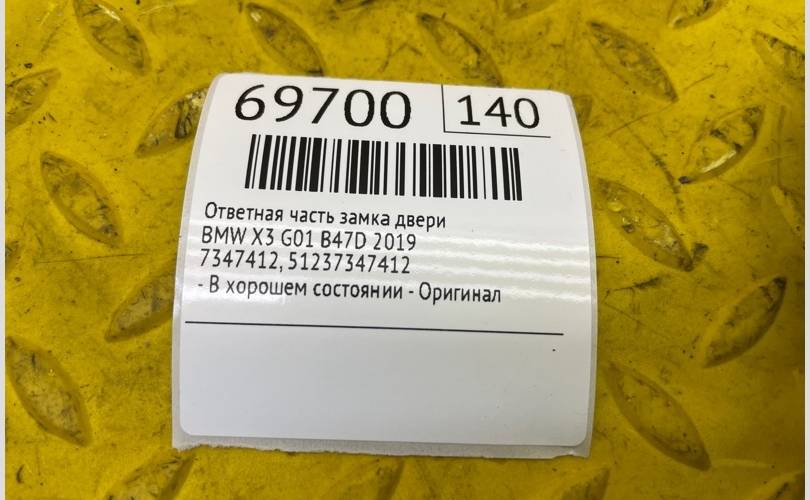 69700 140
Ответная часть замка двери
BMW X3 G01 B47D 2019
7347412, 51237347412
- В хорошем состоянии - Оригинал